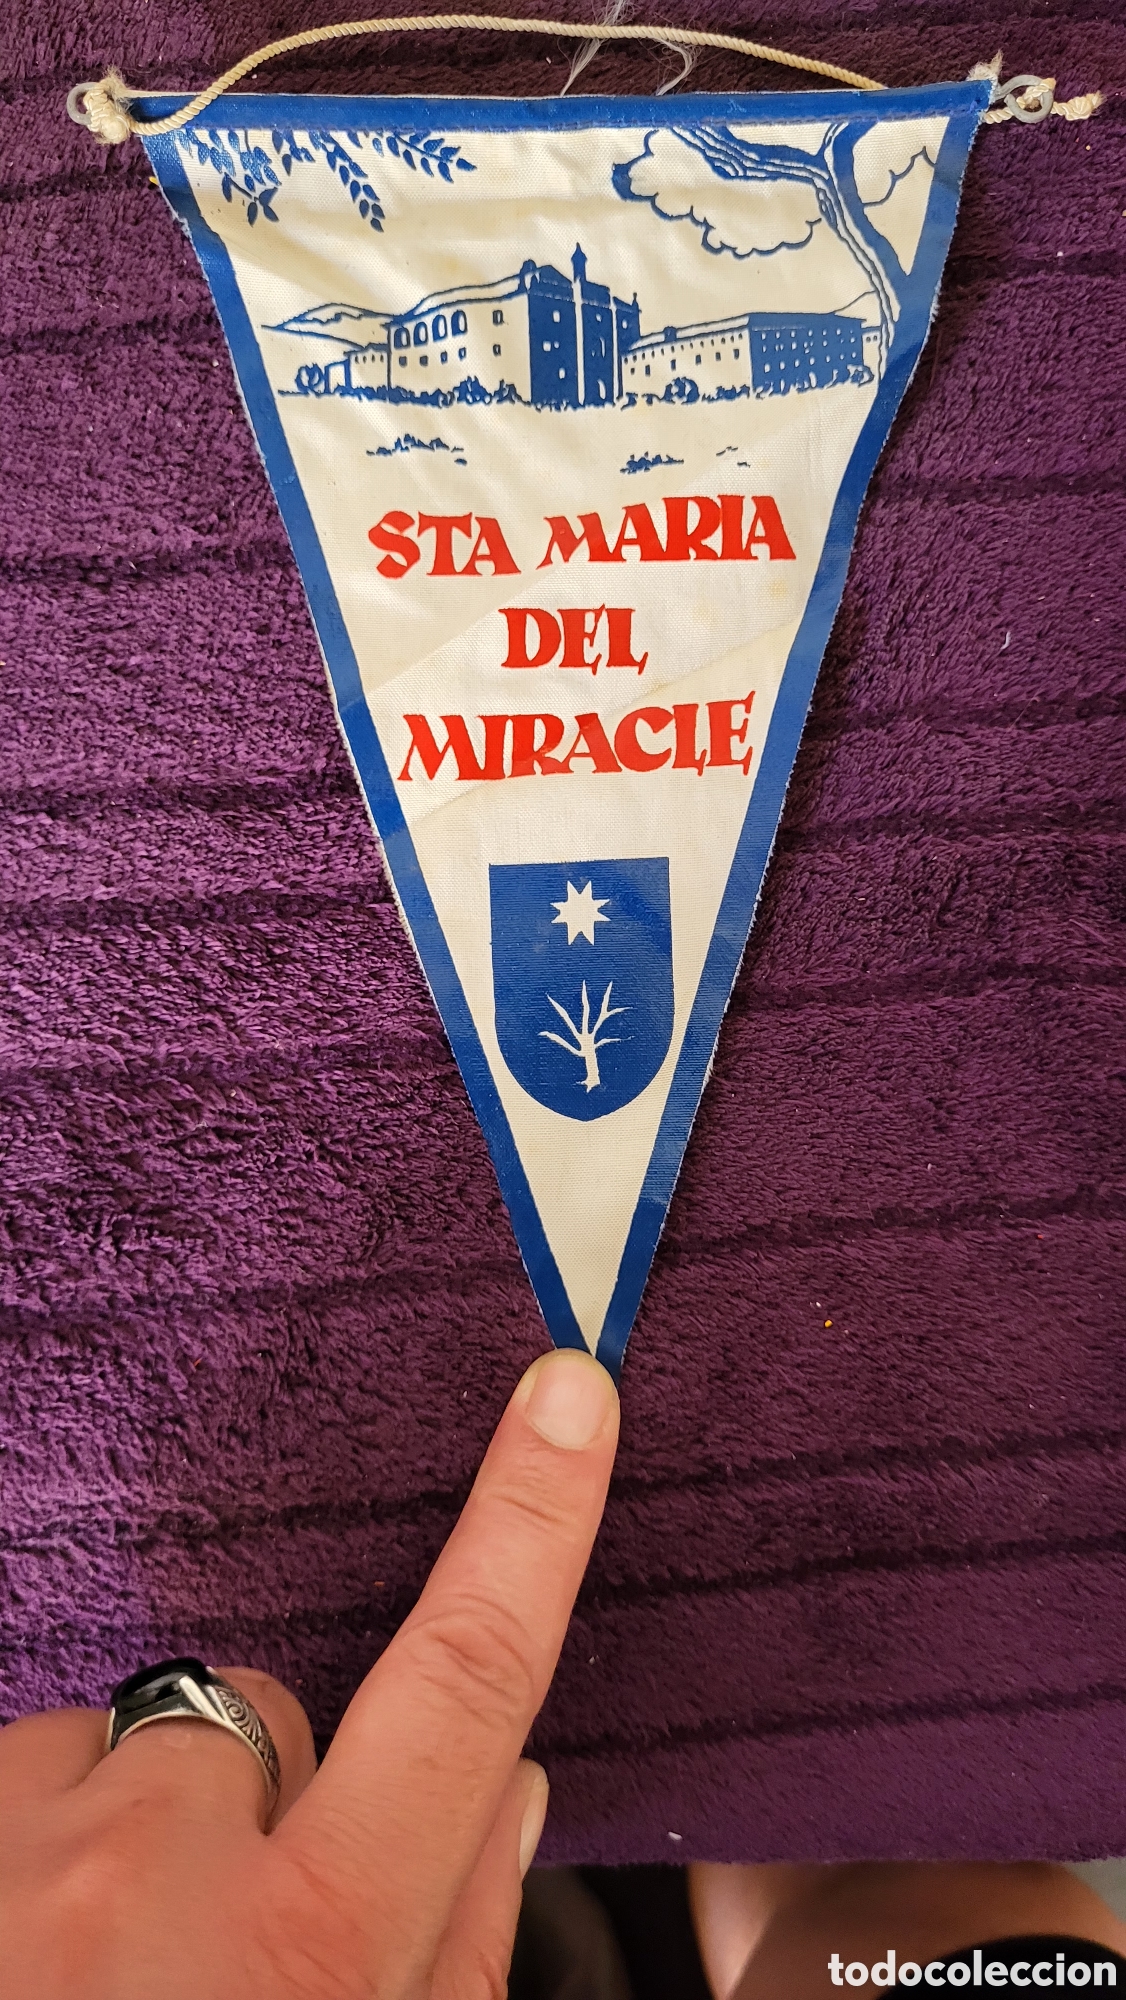 STA MARIA
DEL
MIRACLE
todocoleccion